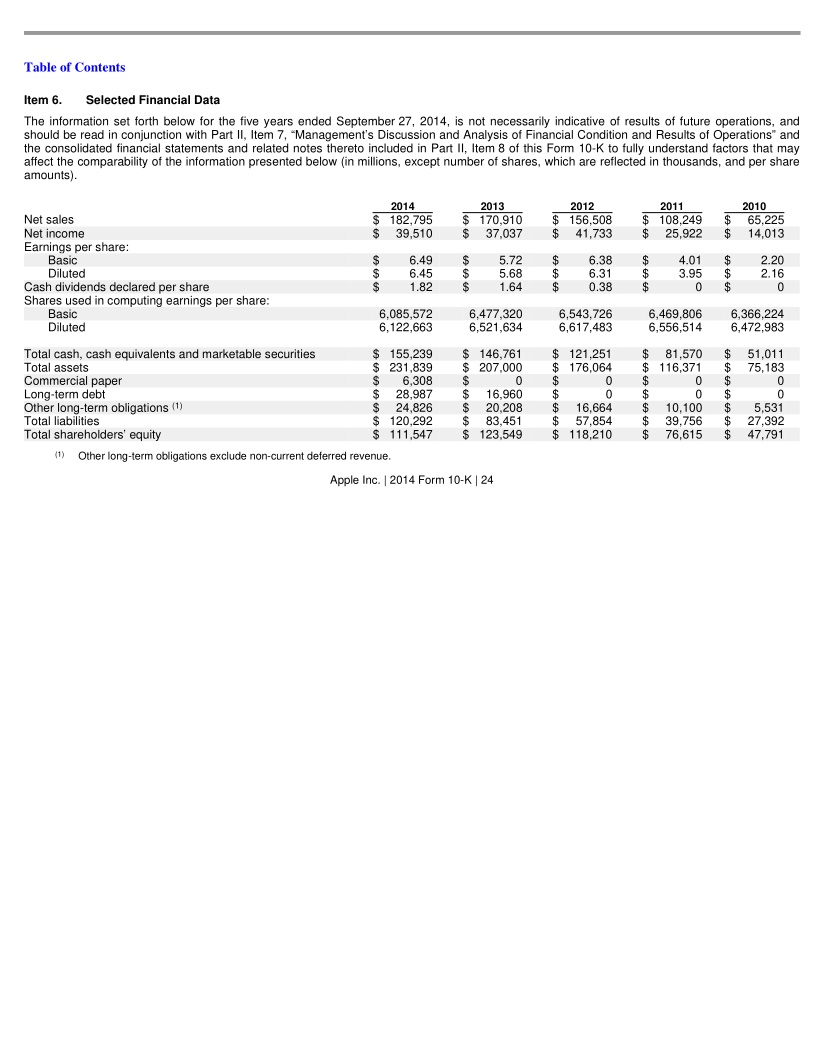 Table of Contents
Item 6. Selected Financial Data
The information set forth below for the five years ended September 27, 2014, is not necessarily indicative of results of future operations, and
should be read in conjunction with Part II, Item 7, “Management’s Discussion and Analysis of Financial Condition and Results of Operations” and
the consolidated financial statements and related notes thereto included in Part II, Item 8 of this Form 10-K to fully understand factors that may
affect the comparability of the information presented below (in millions, except number of shares, which are reflected in thousands, and per share
amounts).
2014 2013 2012 2011 2010
Net sales $ 182,795 $ 170,910 $ 156,508 $ 108,249 $ 65,225
Net income $ 39,510 $ 37,037 $ 41,733 $ 25,922 $ 14,013
Earnings per share:
Basic $ 6.49 $ 5.72 $ 6.38 $ 4.01 $ 2.20
Diluted $ 6.45 $ 5.68 $ 6.31 $ 3.95 $ 2.16
Cash dividends declared per share $ 1.82 $ 1.64 $ 0.38 $ 0 $ 0
Shares used in computing earnings per share:
Basic 6,085,572 6,477,320 6,543,726 6,469,806 6,366,224
Diluted 6,122,663 6,521,634 6,617,483 6,556,514 6,472,983
Total cash, cash equivalents and marketable securities $ 155,239 $ 146,761 $ 121,251 $ 81,570 $ 51,011
Total assets $ 231,839 $ 207,000 $ 176,064 $ 116,371 $ 75,183
Commercial paper $ 6,308 $ 0 $ 0 $ 0 $ 0
Long-term debt $ 28,987 $ 16,960 $ 0 $ 0 $ 0
Other long-term obligations (1) $ 24,826 $ 20,208 $ 16,664 $ 10,100 $ 5,531
Total liabilities $ 120,292 $ 83,451 $ 57,854 $ 39,756 $ 27,392
Total shareholders’ equity $ 111,547 $ 123,549 $ 118,210 $ 76,615 $ 47,791
(1) Other long-term obligations exclude non-current deferred revenue.
Apple Inc. | 2014 Form 10-K | 24